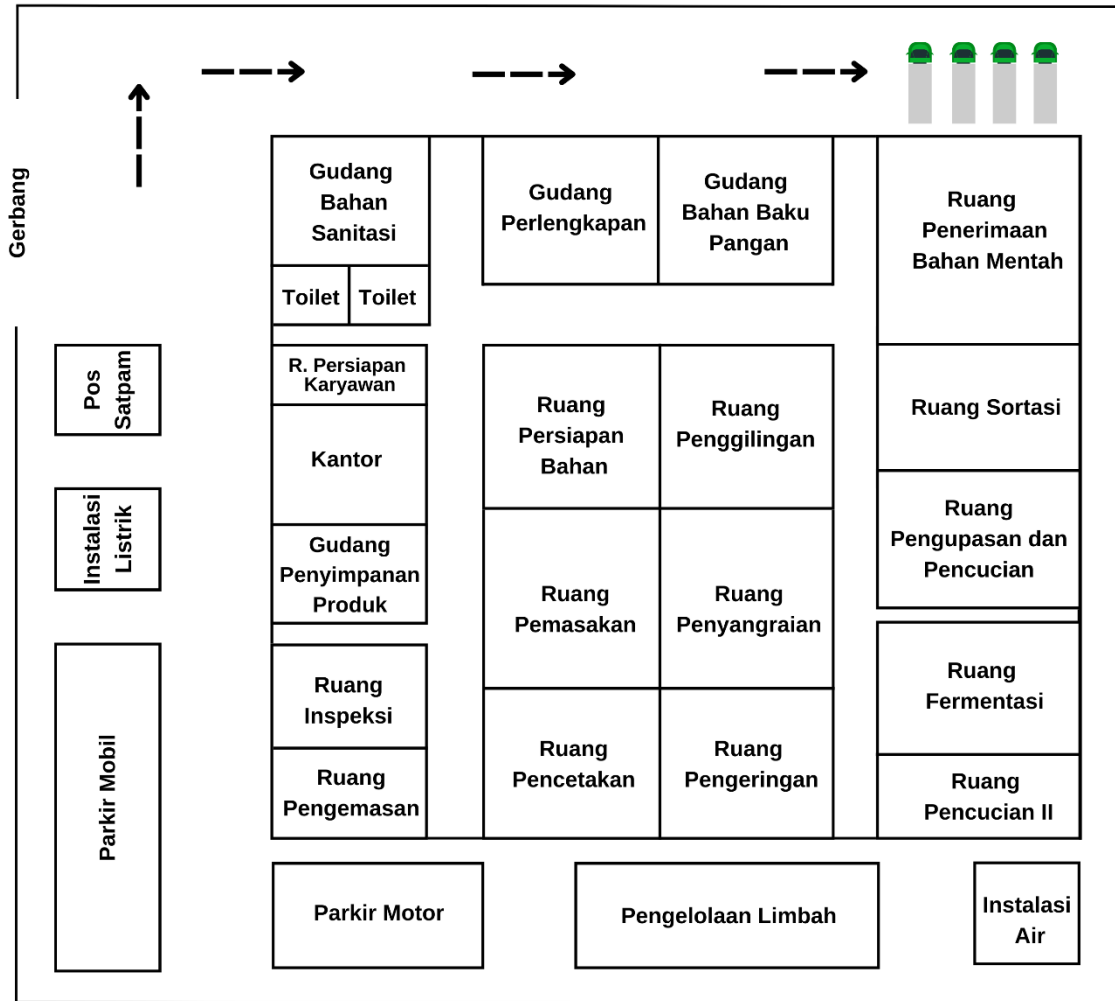 Gerbang
Gudang
Bahan
Sanitasi
Toilet
Toilet
Gudang
Perlengkapan
Gudang
Bahan Baku
Pangan
Ruang
Penerimaan
Bahan Mentah
Pos
Satpam
R. Persiapan
Karyawan
Kantor
Ruang
Persiapan
Bahan
Ruang
Penggilingan
Ruang Sortasi
Instalasi
Listrik
Gudang
Penyimpanan
Produk
Ruang
Pemasakan
Ruang
Penyangraian
Ruang
Pengupasan dan
Pencucian
Parkir Mobil
Ruang
Inspeksi
Ruang
Pengemasan
Ruang
Pencetakan
Ruang
Pengeringan
Ruang
Fermentasi
Ruang
Pencucian II
Parkir Motor
Pengelolaan Limbah
Instalasi
Air